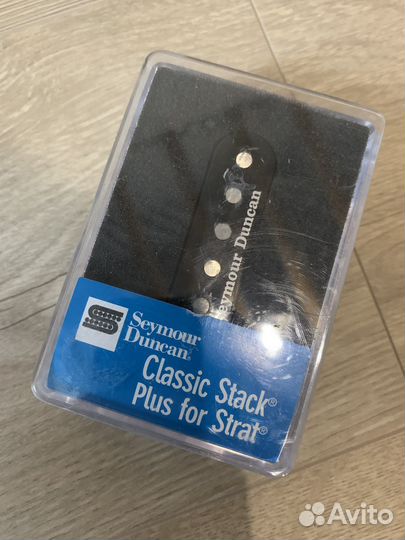 Seymour Duncan
Seymour
Duncan®
Classic Stack®
Plus for Strat®
Avito